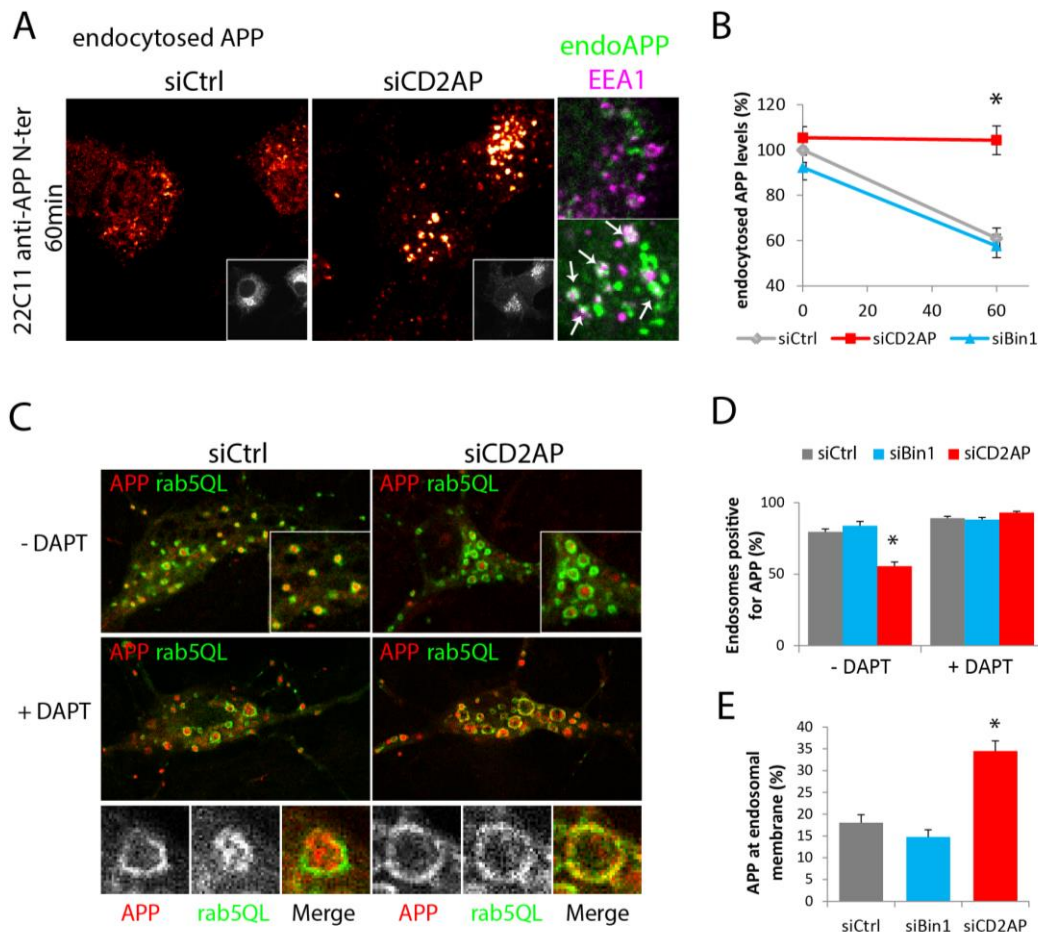 A
endocytosed APP
siCtrl
siCD2AP
endoAPP
EEA1
22C11 anti-APP N-ter
60min
B
endocytosed APP levels (%)
120
100
80
60
40
0
20
40
60
*
siCtrl
siCD2AP
siBin1
C
siCtrl
siCD2AP
- DAPT
APP rab5QL
APP rab5QL
+ DAPT
APP rab5QL
APP rab5QL
APP
rab5QL
Merge
APP
rab5QL
Merge
D
siCtrl
siBin1
siCD2AP
Endosomes positive
for APP (%)
100
50
0
*
- DAPT
+ DAPT
E
APP at endosomal
membrane (%)
40
35
30
25
20
15
10
5
0
*
siCtrl
siBin1
siCD2AP